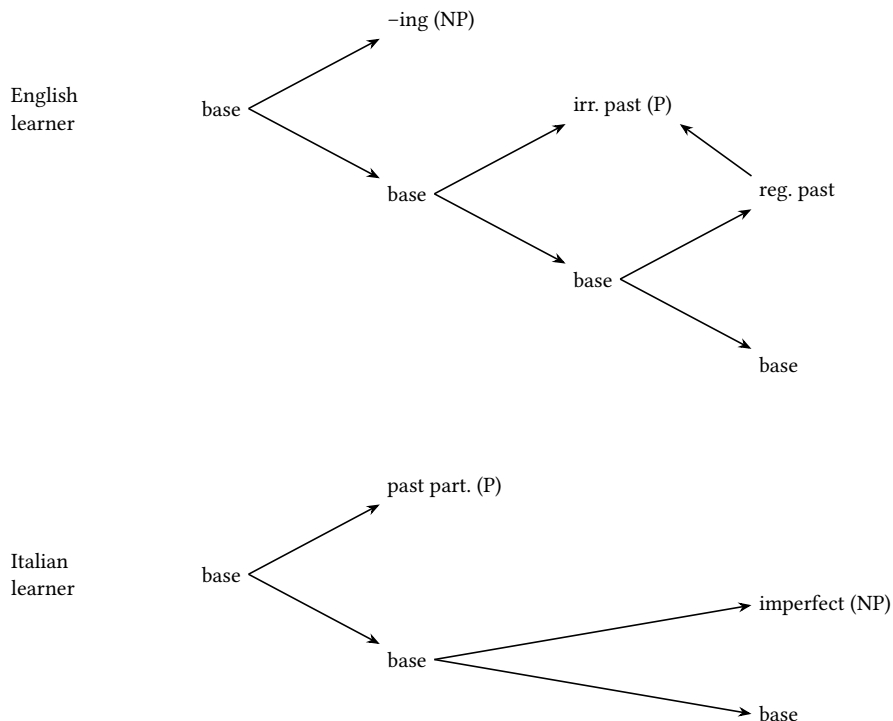 –ing (NP)
English
learner
base
irr. past (P)
base
reg. past
base
base
past part. (P)
Italian
learner
base
imperfect (NP)
base
base